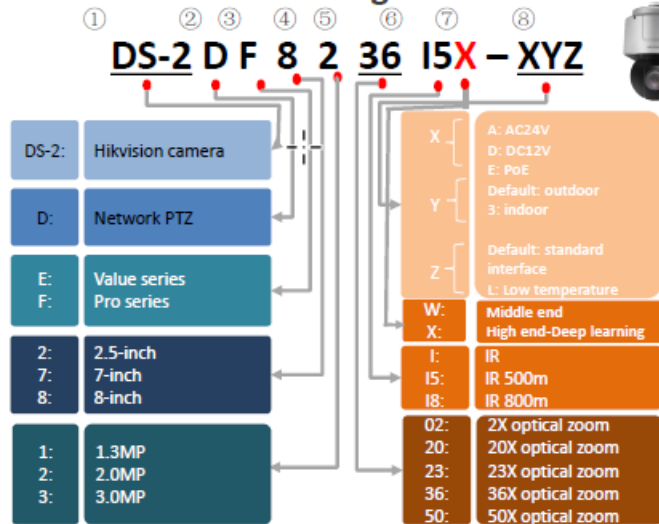 ① ② ③ ④ ⑤ ⑥ ⑦ ⑧
DS-2 D F 8 2 36 I5X – XYZ
DS-2: Hikvision camera
D: Network PTZ
E: Value series
F: Pro series
2: 2.5-inch
7: 7-inch
8: 8-inch
1: 1.3MP
2: 2.0MP
3: 3.0MP
X A: AC24V
D: DC12V
E: PoE
Y Default: outdoor
3: indoor
Z Default: standard
interface
L: Low temperature
W: Middle end
X: High end-Deep learning
I: IR
I5: IR 500m
I8: IR 800m
02: 2X optical zoom
20: 20X optical zoom
23: 23X optical zoom
36: 36X optical zoom
50: 50X optical zoom